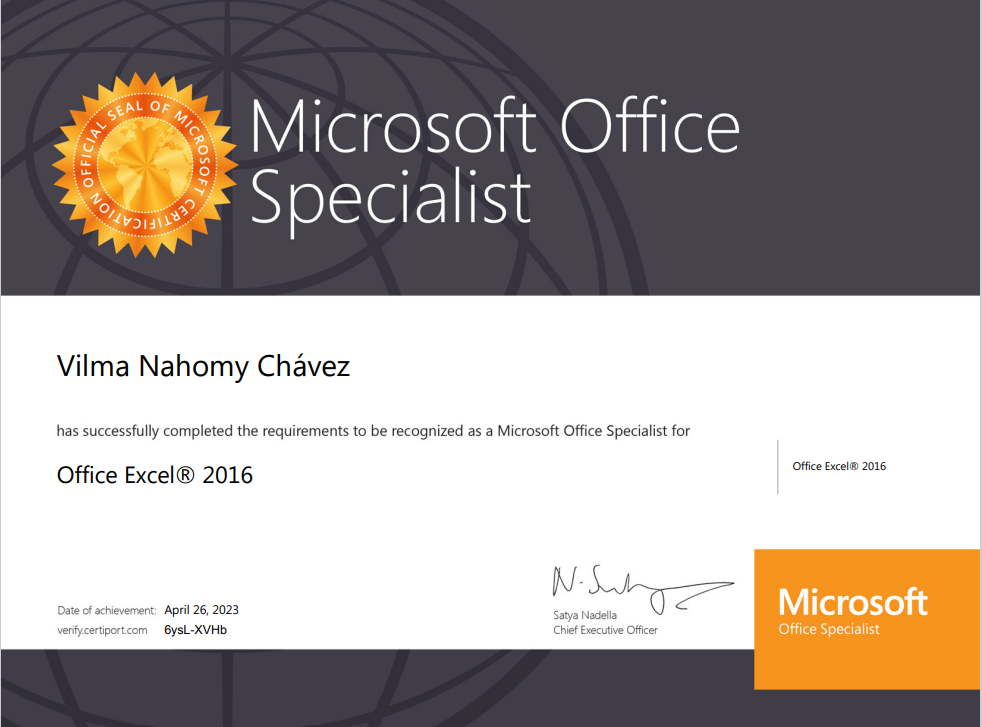 OFFICIAL SEAL OF MICROSOFT CERTIFICATION
Microsoft Office
Specialist
Vilma Nahomy Chávez
has successfully completed the requirements to be recognized as a Microsoft Office Specialist for
Office Excel® 2016
Office Excel® 2016
Date of achievement: April 26, 2023
verify.certiport.com 6ysL-XVHb
Satya Nadella
Chief Executive Officer
Microsoft
Office Specialist